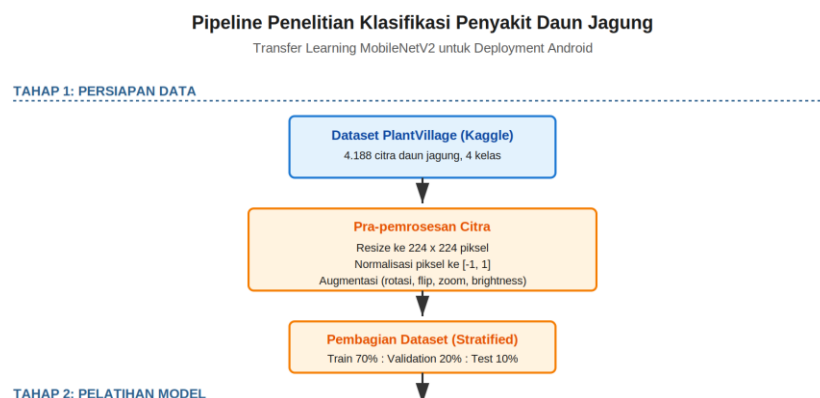 Pipeline Penelitian Klasifikasi Penyakit Daun Jagung
Transfer Learning MobileNetV2 untuk Deployment Android
TAHAP 1: PERSIAPAN DATA
Dataset PlantVillage (Kaggle)
4.188 citra daun jagung, 4 kelas
Pra-pemrosesan Citra
Resize ke 224 x 224 piksel
Normalisasi piksel ke [-1, 1]
Augmentasi (rotasi, flip, zoom, brightness)
Pembagian Dataset (Stratified)
Train 70% : Validation 20% : Test 10%
TAHAP 2: PELATIHAN MODEL